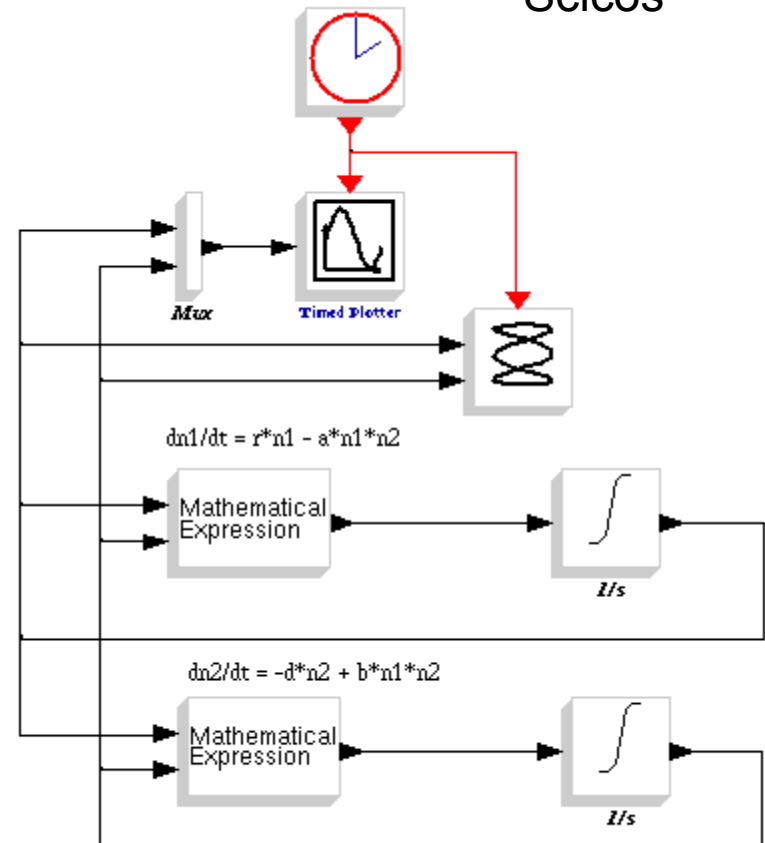 Scicos
Mux
Timed Plotter
dn1/dt = r*n1 - a*n1*n2
Mathematical
Expression
1/s
dn2/dt = -d*n2 + b*n1*n2
Mathematical
Expression
1/s